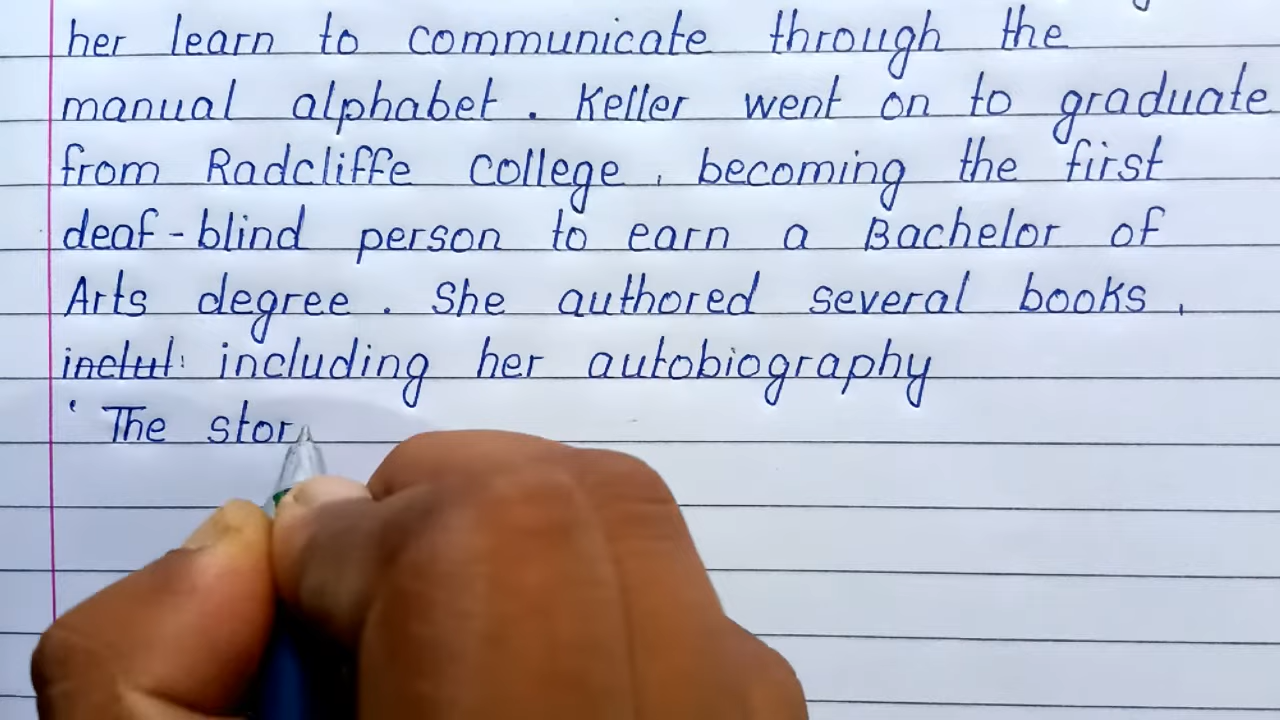 her learn to communicate through the
manual alphabet. Keller went on to graduate
from Radcliffe College, becoming the first
deaf-blind person to earn a Bachelor of
Arts degree. She authored several books,
including her autobiography
'The stor